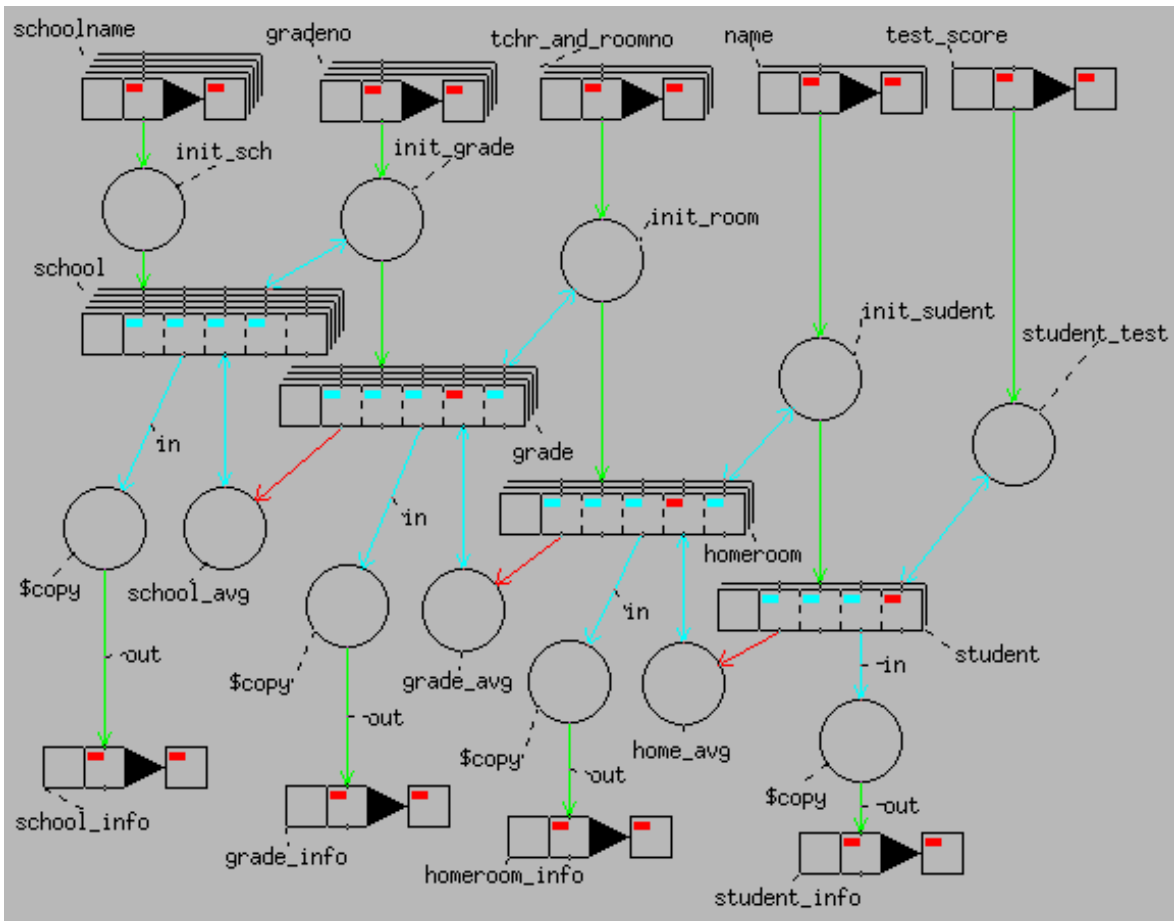 schoolname
gradeno
tchr_and_roomno
name
test_score
init_sch
init_grade
init_room
school
init_sudent
student_test
in
grade
in
homeroom
$copy
school_avg
in
student
out
$copy
grade_avg
in
out
$copy
home_avg
out
$copy
out
school_info
grade_info
homeroom_info
student_info